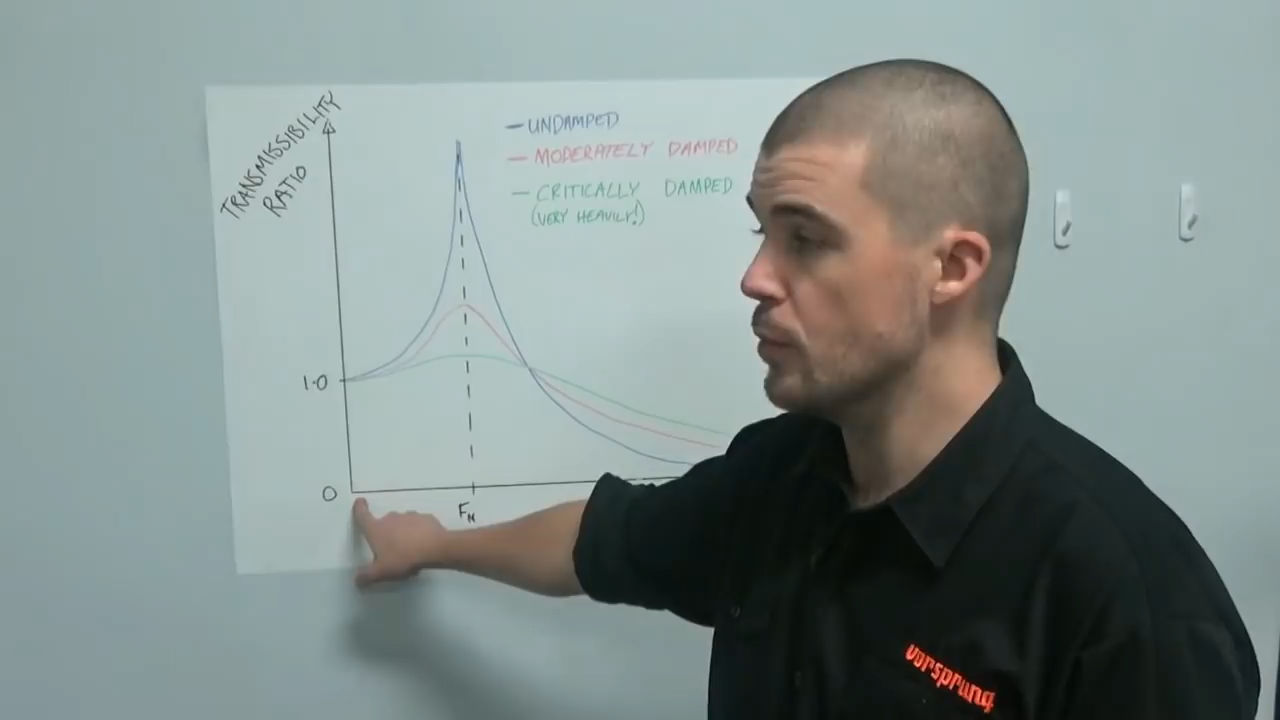 TRANSMISSIBILITY
RATIO
— UNDAMPED
— MODERATELY DAMPED
— CRITICALLY DAMPED
(VERY HEAVILY!)
1.0
0
FN
vorsprung